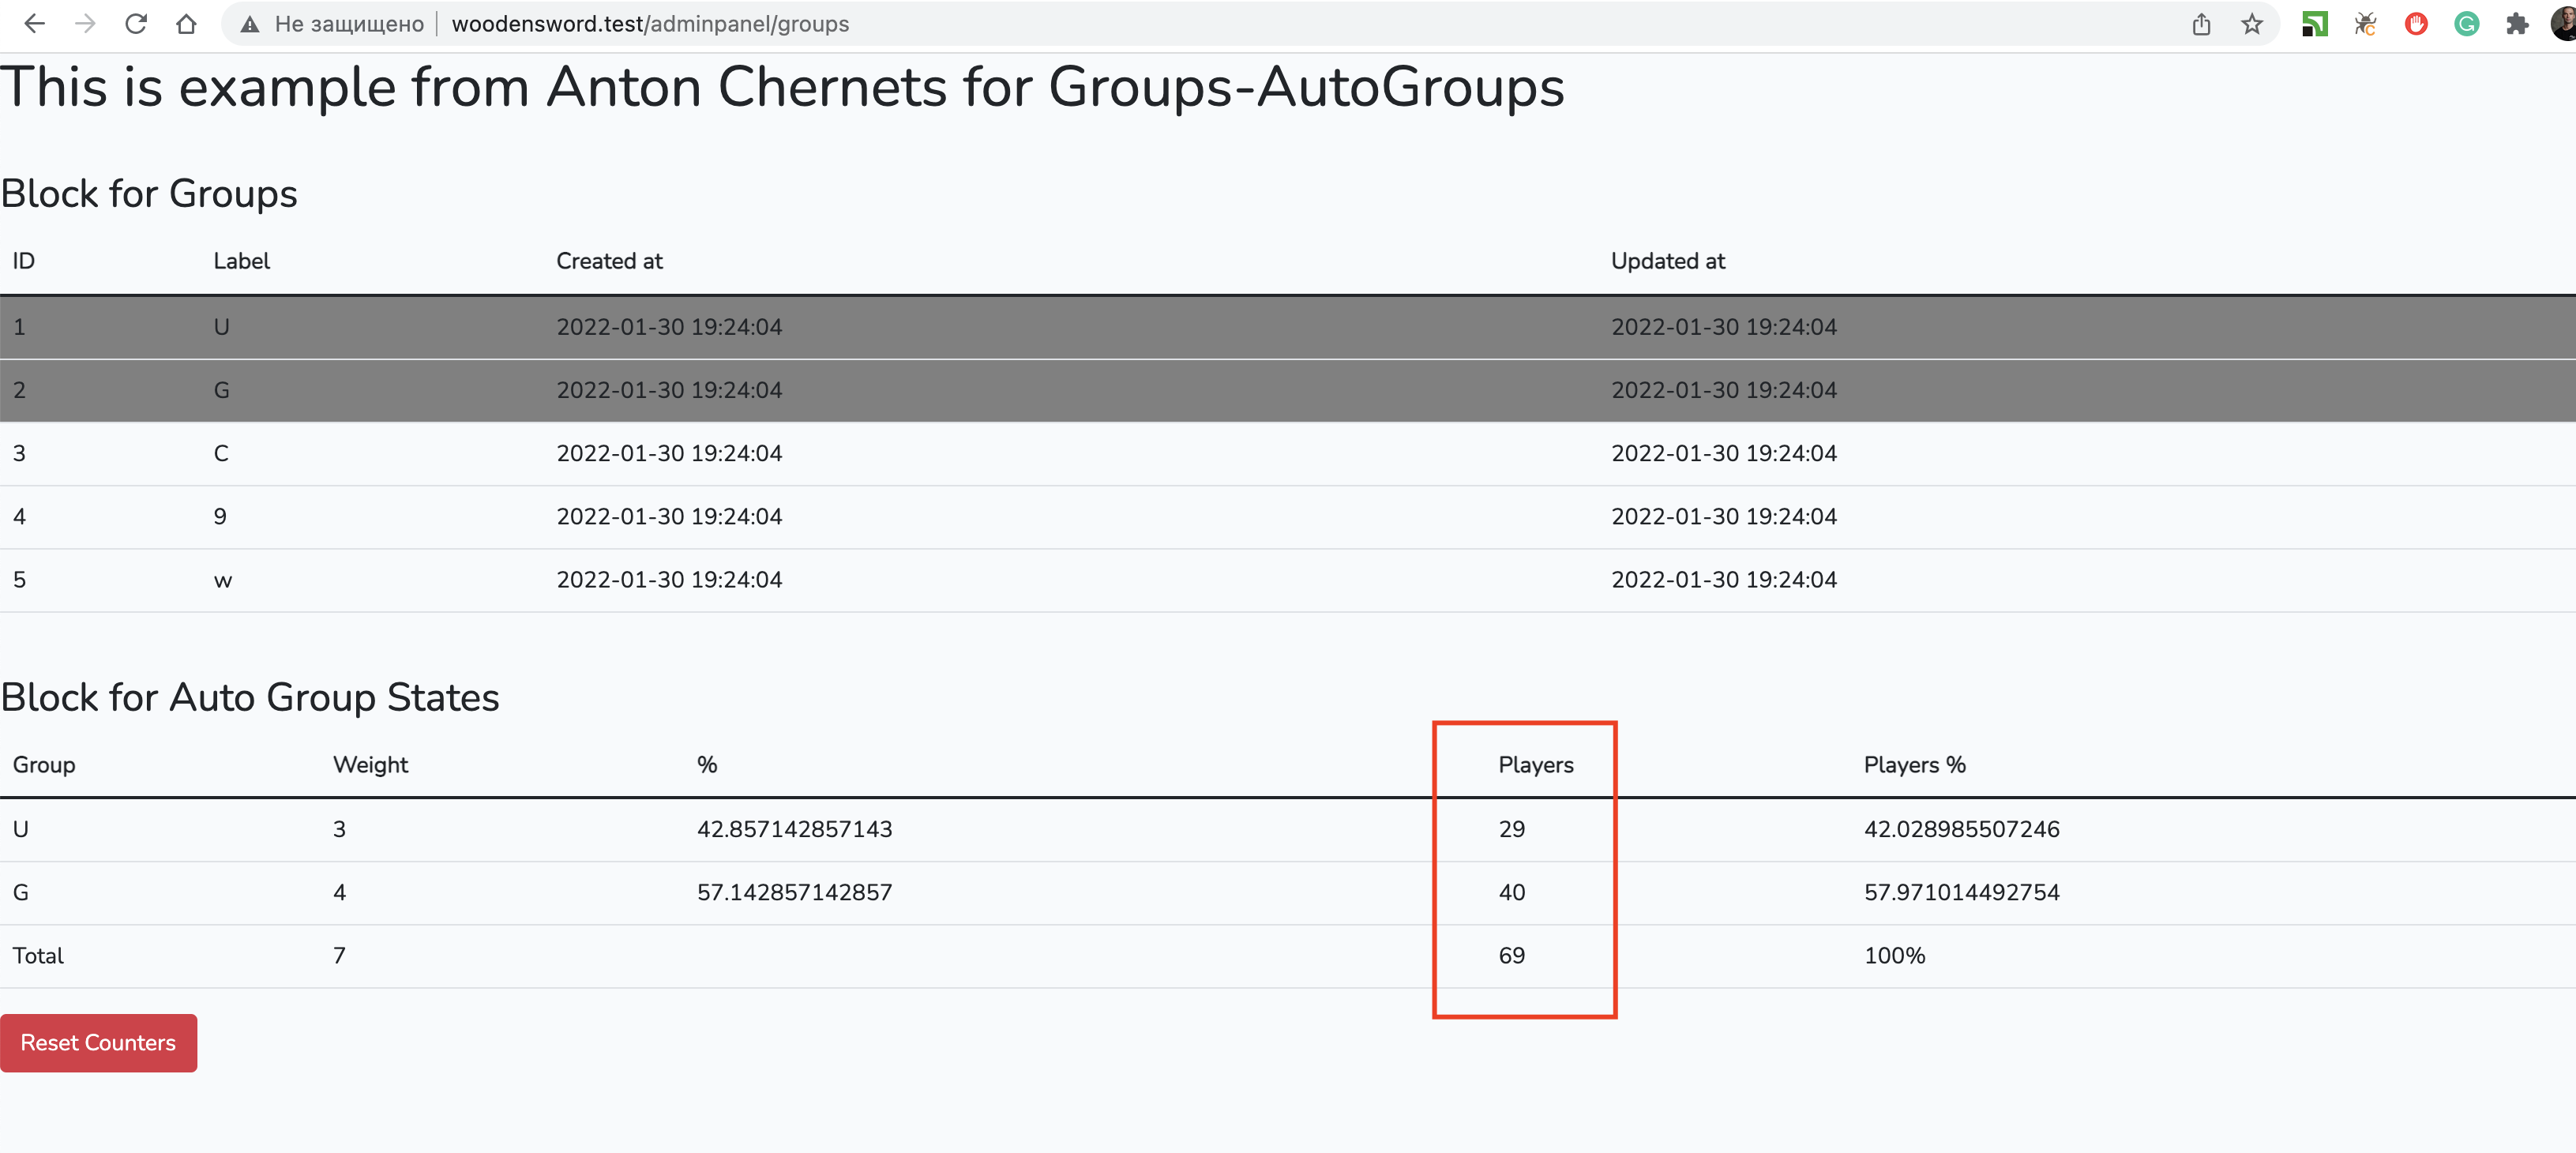 Не защищено woodensword.test/adminpanel/groups
This is example from Anton Chernets for Groups-AutoGroups
Block for Groups
ID Label Created at Updated at
1 U 2022-01-30 19:24:04 2022-01-30 19:24:04
2 G 2022-01-30 19:24:04 2022-01-30 19:24:04
3 C 2022-01-30 19:24:04 2022-01-30 19:24:04
4 9 2022-01-30 19:24:04 2022-01-30 19:24:04
5 w 2022-01-30 19:24:04 2022-01-30 19:24:04
Block for Auto Group States
Group Weight % Players Players %
U 3 42.857142857143 29 42.028985507246
G 4 57.142857142857 40 57.971014492754
Total 7 69 100%
Reset Counters